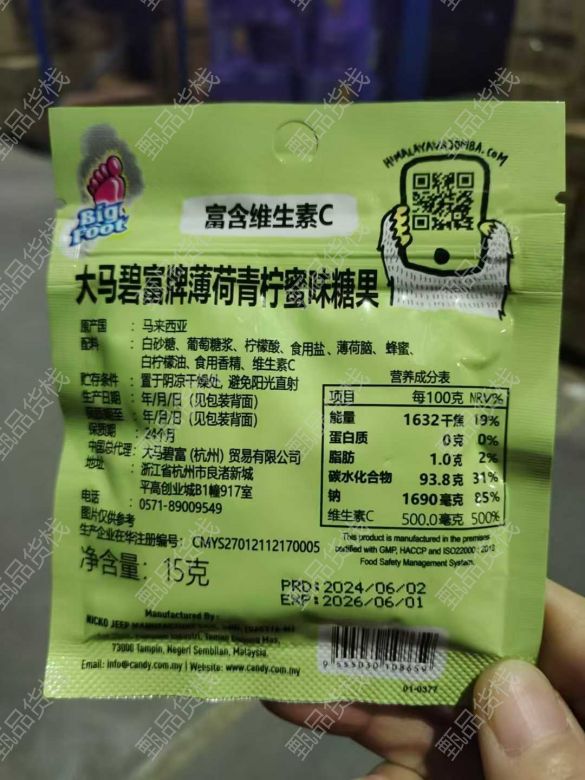 HIMALAYAVAJOMBA.COM
Big
Foot
富含维生素C
大马碧富牌薄荷青柠蜜味糖果
原产国 : 马来西亚
配料 : 白砂糖、葡萄糖浆、柠檬酸、食用盐、薄荷脑、蜂蜜、
白柠檬油、食用香精、维生素C
贮存条件 : 置于阴凉干燥处, 避免阳光直射
生产日期 : 年/月/日 (见包装背面)
保质期至 : 年/月/日 (见包装背面)
保质期 : 24个月
中国总代理 : 大马碧富 (杭州) 贸易有限公司
地址 : 浙江省杭州市良渚新城
平高创业城B1幢917室
电话 : 0571-89009549
图片仅供参考
生产企业在华注册编号: CMYS27012112170005
净含量: 15克
营养成分表
项目 每100克 NRV%
能量 1632千焦 19%
蛋白质 0克 0%
脂肪 1.0克 2%
碳水化合物 93.8克 31%
钠 1690毫克 85%
维生素C 500.0毫克 500%
This product is manufactured in the premises
certified with GMP, HACCP and ISO22000 : 2018
Food Safety Management System.
PRD: 2024/06/02
EXP: 2026/06/01
Manufactured By :
NICKO JEEP MANUFACTURE
73000 Tampin, Negeri Sembilan, Malaysia.
Email: info@candy.com.my | Website: www.candy.com.my
01-0377
甄品货栈